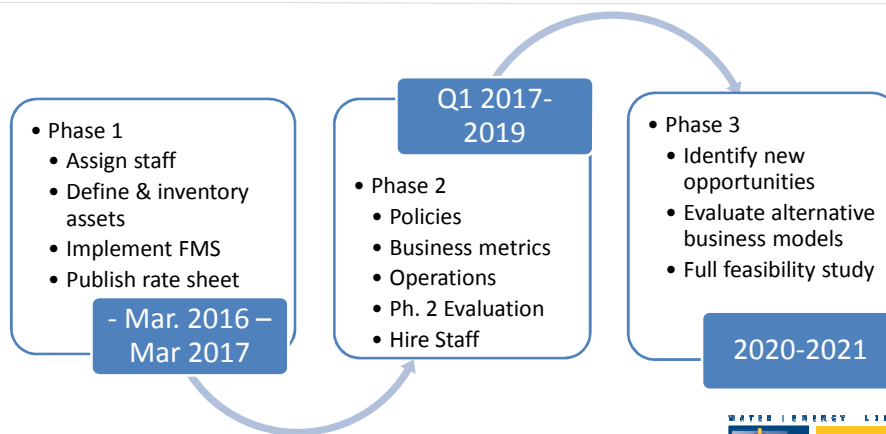 • Phase 1
• Assign staff
• Define & inventory
assets
• Implement FMS
• Publish rate sheet
- Mar. 2016 –
Mar 2017
Q1 2017-
2019
• Phase 2
• Policies
• Business metrics
• Operations
• Ph. 2 Evaluation
• Hire Staff
• Phase 3
• Identify new
opportunities
• Evaluate alternative
business models
• Full feasibility study
2020-2021
WATER | ENERGY